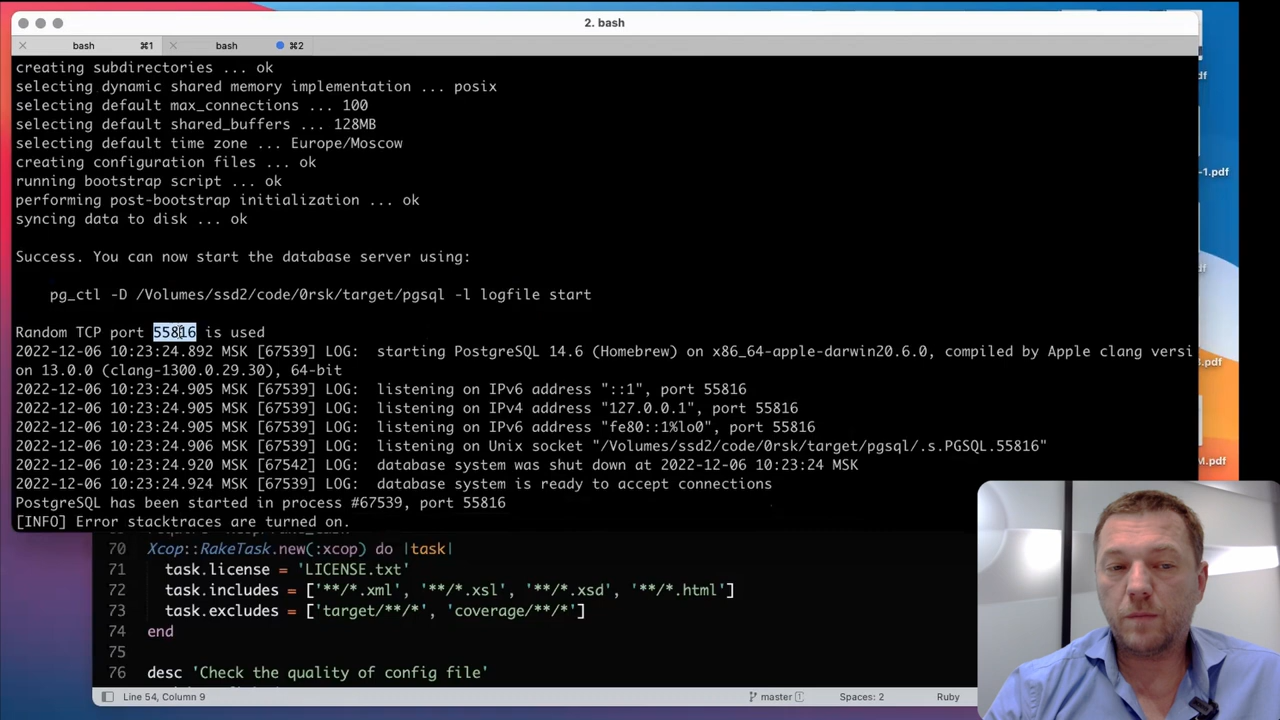 2. bash
bash ⌘1
bash ⌘2
creating subdirectories ... ok
selecting dynamic shared memory implementation ... posix
selecting default max_connections ... 100
selecting default shared_buffers ... 128MB
selecting default time zone ... Europe/Moscow
creating configuration files ... ok
running bootstrap script ... ok
performing post-bootstrap initialization ... ok
syncing data to disk ... ok
Success. You can now start the database server using:
pg_ctl -D /Volumes/ssd2/code/0rsk/target/pgsql -l logfile start
Random TCP port 55816 is used
2022-12-06 10:23:24.892 MSK [67539] LOG:  starting PostgreSQL 14.6 (Homebrew) on x86_64-apple-darwin20.6.0, compiled by Apple clang versi
on 13.0.0 (clang-1300.0.29.30), 64-bit
2022-12-06 10:23:24.905 MSK [67539] LOG:  listening on IPv6 address "::1", port 55816
2022-12-06 10:23:24.905 MSK [67539] LOG:  listening on IPv4 address "127.0.0.1", port 55816
2022-12-06 10:23:24.905 MSK [67539] LOG:  listening on IPv6 address "fe80::1%lo0", port 55816
2022-12-06 10:23:24.906 MSK [67539] LOG:  listening on Unix socket "/Volumes/ssd2/code/0rsk/target/pgsql/.s.PGSQL.55816"
2022-12-06 10:23:24.920 MSK [67542] LOG:  database system was shut down at 2022-12-06 10:23:24 MSK
2022-12-06 10:23:24.924 MSK [67539] LOG:  database system is ready to accept connections
PostgreSQL has been started in process #67539, port 55816
[INFO] Error stacktraces are turned on.
70 Xcop::RakeTask.new(:xcop) do |task|
71 task.license = 'LICENSE.txt'
72 task.includes = ['**/*.xml', '**/*.xsl', '**/*.xsd', '**/*.html']
73 task.excludes = ['target/**/*', 'coverage/**/*']
74 end
75
76 desc 'Check the quality of config file'
Line 54, Column 9
master 1
Spaces: 2
Ruby
df
-1.pdf
df
3.pdf
M.pdf